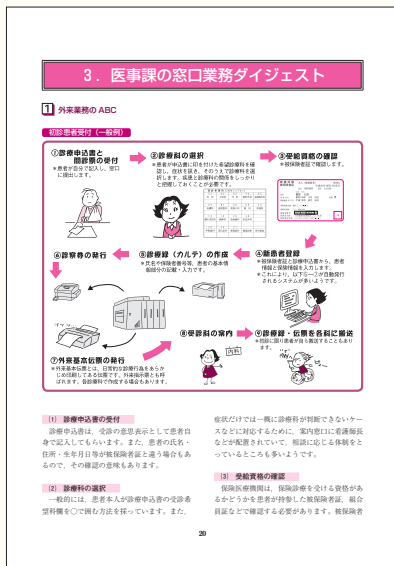 3．医事課の窓口業務ダイジェスト
1 外来業務の ABC
初診患者受付（一般例）
①診療申込書と
問診票の受付
＊患者が自分で記入し、窓口
に提出します。
②診療科の選択
＊患者が申込書に印を付けた希望診療科を確
認し、症状を訊き、そのうえで診療科を選
択します。疾患と診療科の関係をしっかり
と把握しておくことが必要です。
③受給資格の確認
＊被保険者証で確認します。
④新患者登録
＊被保険者証と診療申込書から、患者
情報と保険情報を入力します。
＊これにより、以下⑤～⑦が自動発行
されるシステムが多いようです。
⑤診療録（カルテ）の作成
＊氏名や保険者番号等、患者の基本情
報部分の記載・入力です。
⑥診察券の発行
⑦外来基本伝票の発行
＊外来基本伝票とは、日常的な診療行為をあらか
じめ印刷してある伝票です。外来指示票とも呼
ばれます。各診療科で作成する場合もあります。
⑧受診科の案内
内科
⑨診療録・伝票を各科に搬送
＊初診に限り患者が自ら搬送することもあり
ます。
(1) 診療申込書の受付
診療申込書は、受診の意思表示として患者自
身で記入してもらいます。また、患者の氏名・
住所・生年月日等が被保険者証と違う場合もあ
るので、その確認の意味もあります。
(2) 診療科の選択
一般的には、患者本人が診療申込書の受診希
望科欄を○で囲む方法を採っています。また、
症状だけでは一概に診療科が判断できないケー
スなどに対応するために、案内窓口に看護師長
などが配置されていて、相談に応じる体制をと
っているところも多いようです。
(3) 受給資格の確認
保険医療機関は、保険診療を受ける資格があ
るかどうかを患者が持参した被保険者証、組合
員証などで確認する必要があります。被保険者
20